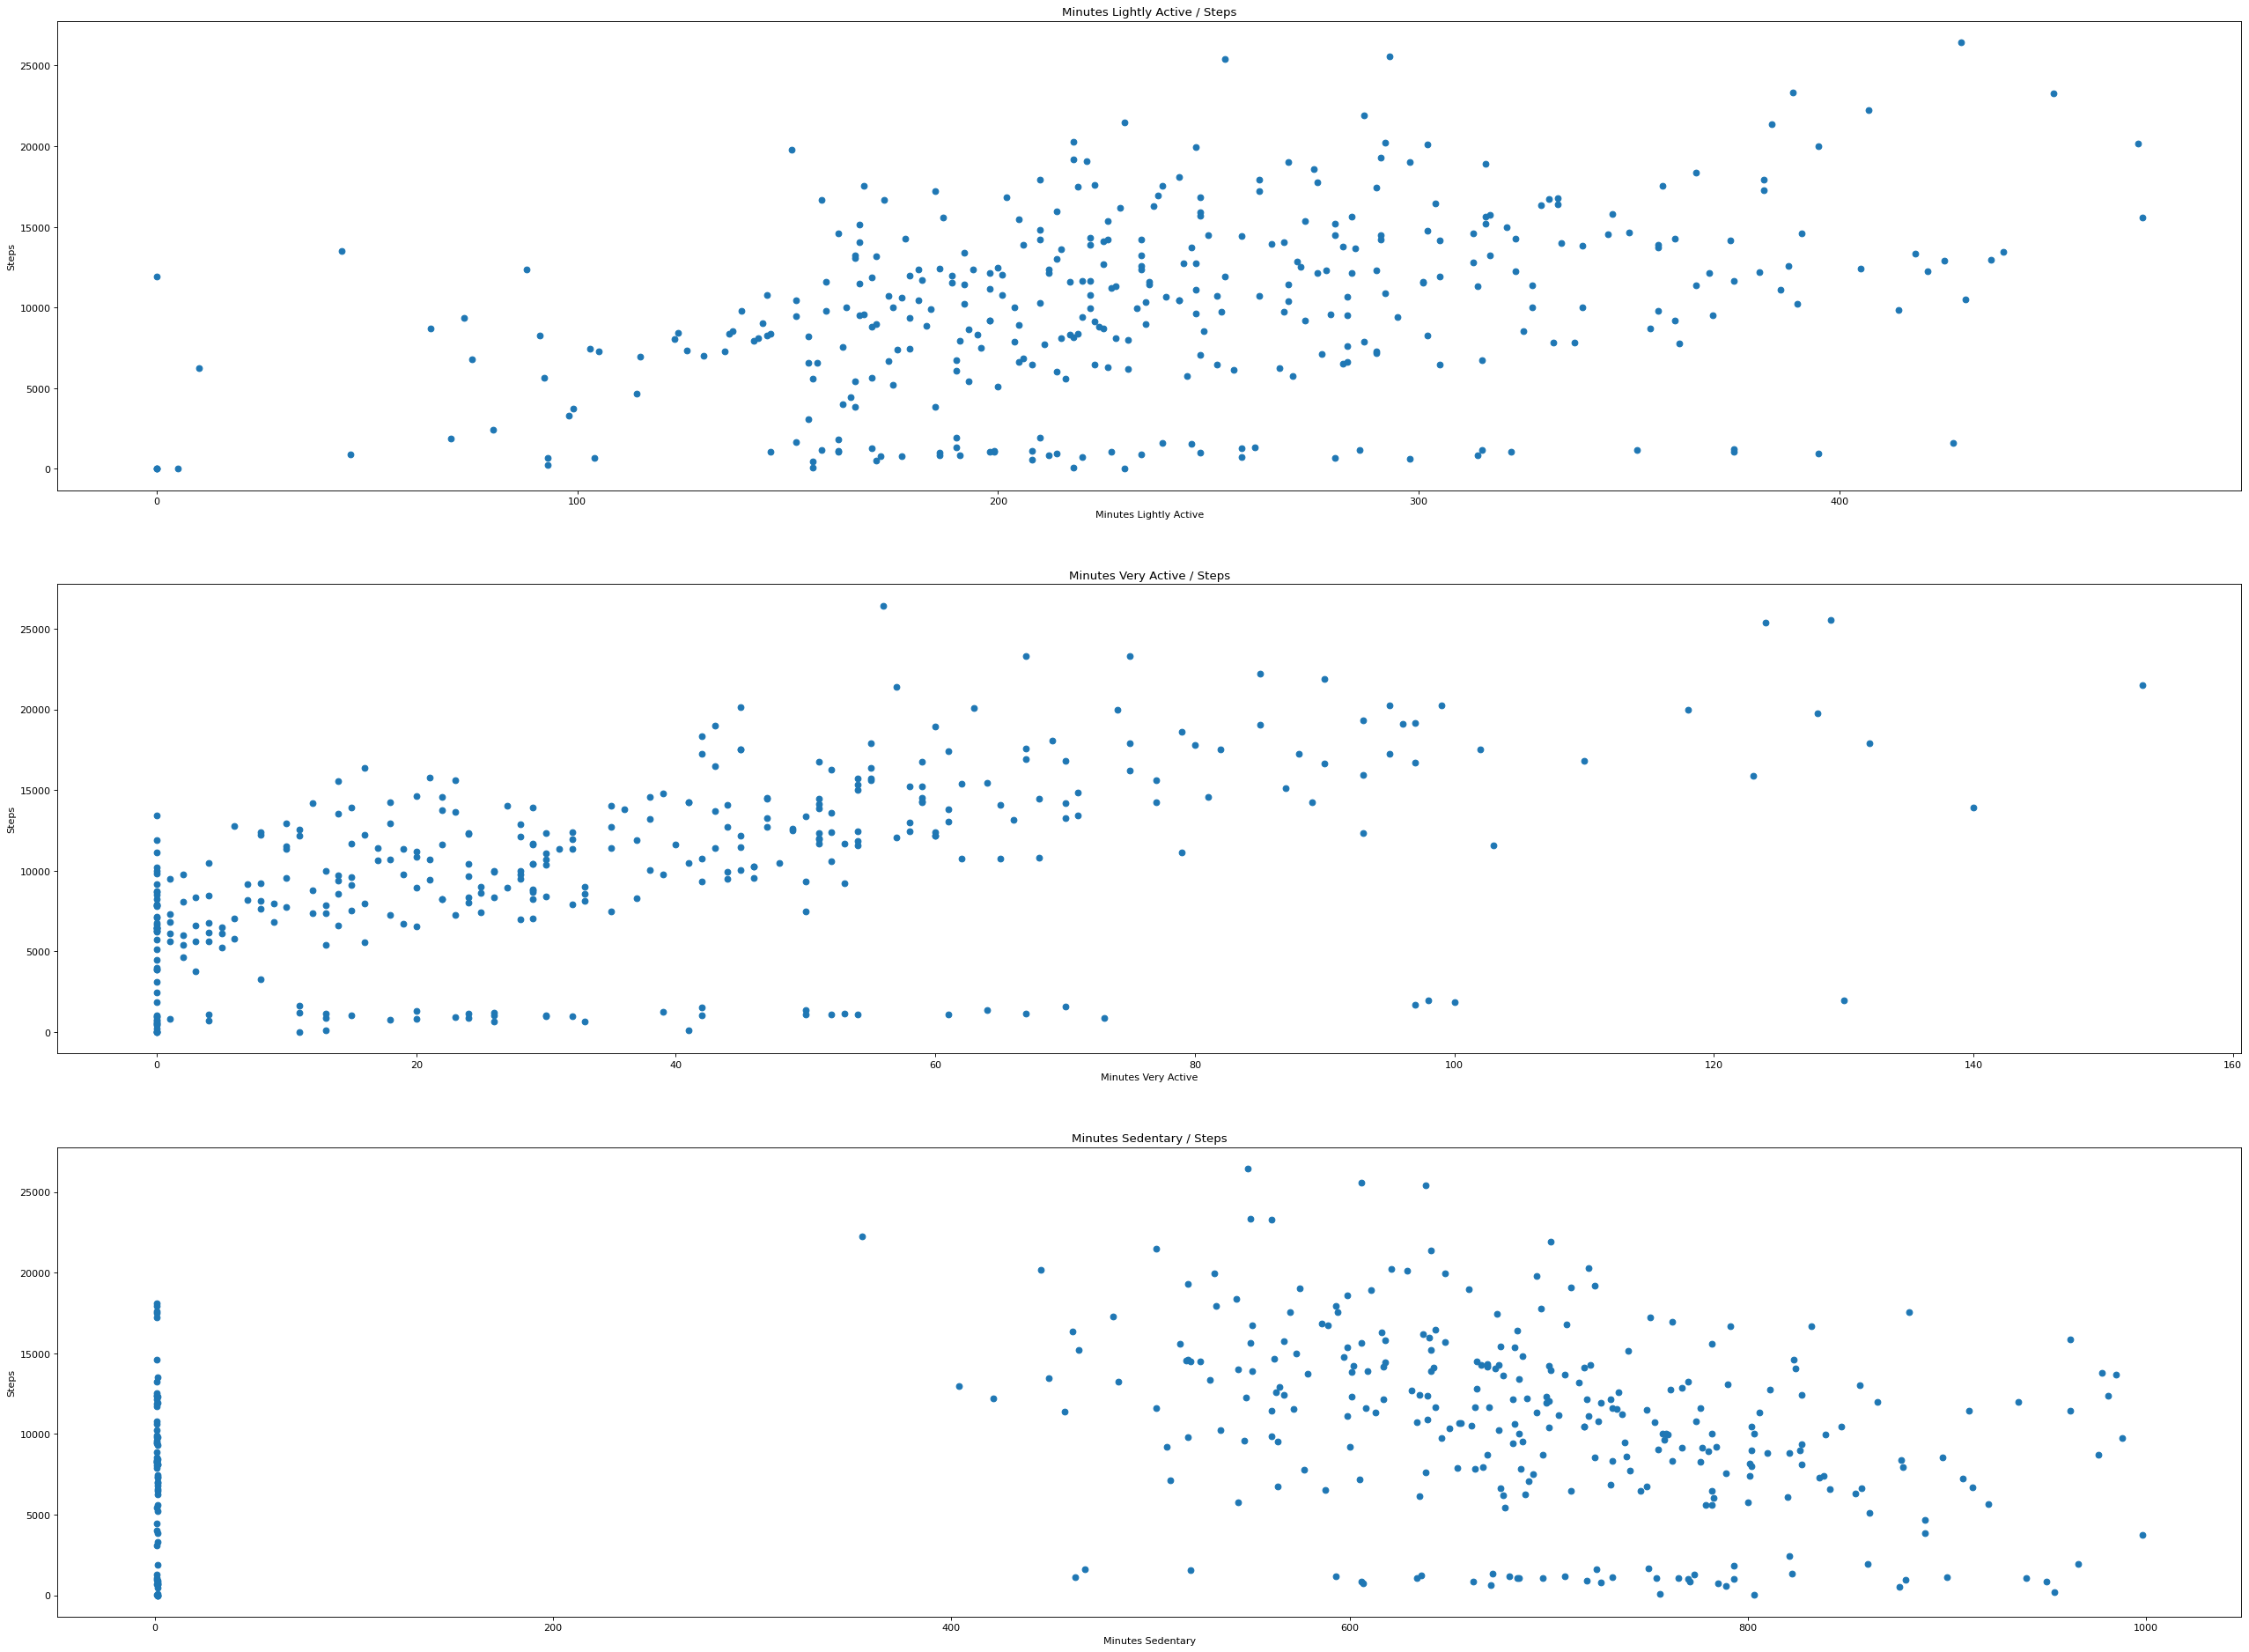 Minutes Lightly Active / Steps
25000
20000
15000
Steps
10000
5000
0
0 100 200 300 400
Minutes Lightly Active
Minutes Very Active / Steps
25000
20000
15000
Steps
10000
5000
0
0 20 40 60 80 100 120 140 160
Minutes Very Active
Minutes Sedentary / Steps
25000
20000
15000
Steps
10000
5000
0
0 200 400 600 800 1000
Minutes Sedentary